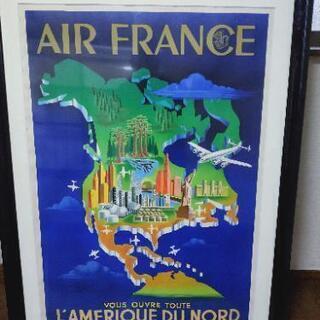 AIR FRANCE
VOUS OUVRE TOUTE
L'AMERIQUE DU NORD